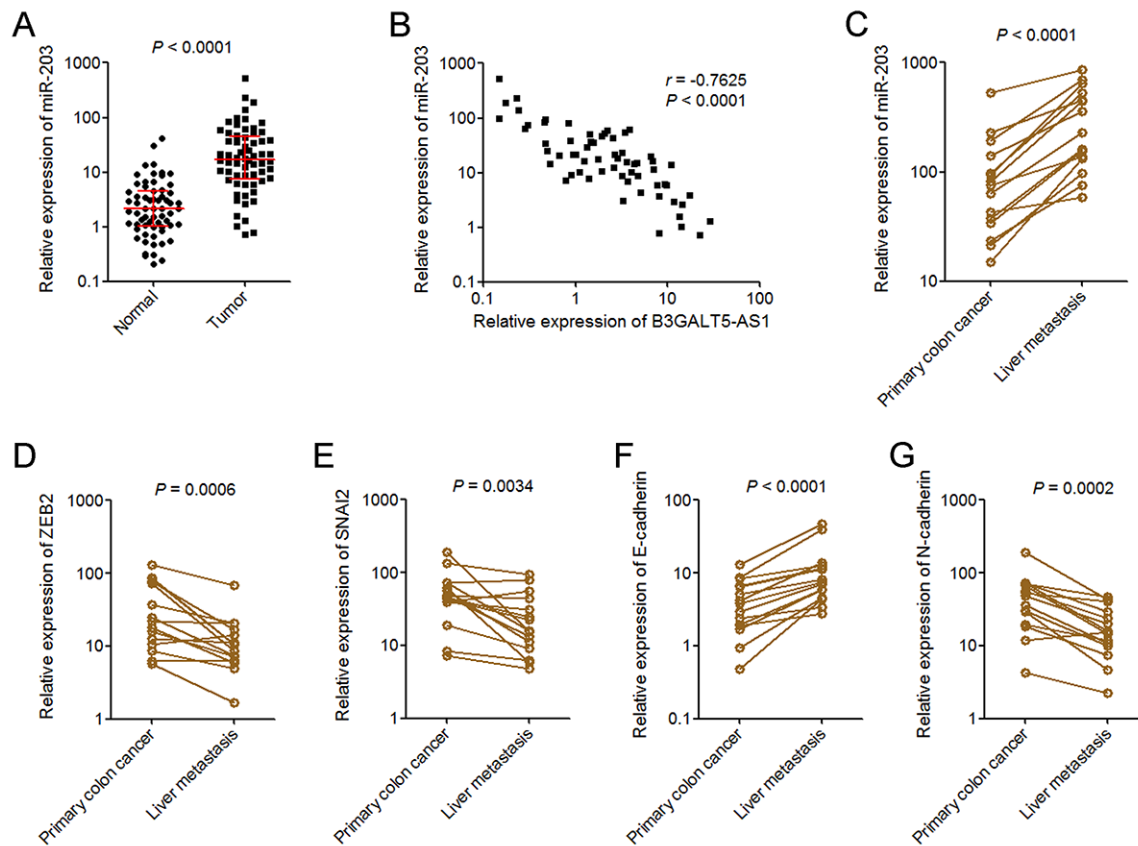 A
P < 0.0001
Relative expression of miR-203
1000
100
10
1
0.1
Normal
Tumor
B
r = -0.7625
P < 0.0001
Relative expression of miR-203
1000
100
10
1
0.1
0.1
1
10
100
Relative expression of B3GALT5-AS1
C
P < 0.0001
Relative expression of miR-203
1000
100
10
Primary colon cancer
Liver metastasis
D
P = 0.0006
Relative expression of ZEB2
1000
100
10
1
Primary colon cancer
Liver metastasis
E
P = 0.0034
Relative expression of SNAI2
1000
100
10
1
Primary colon cancer
Liver metastasis
F
P < 0.0001
Relative expression of E-cadherin
100
10
1
0.1
Primary colon cancer
Liver metastasis
G
P = 0.0002
Relative expression of N-cadherin
1000
100
10
1
Primary colon cancer
Liver metastasis